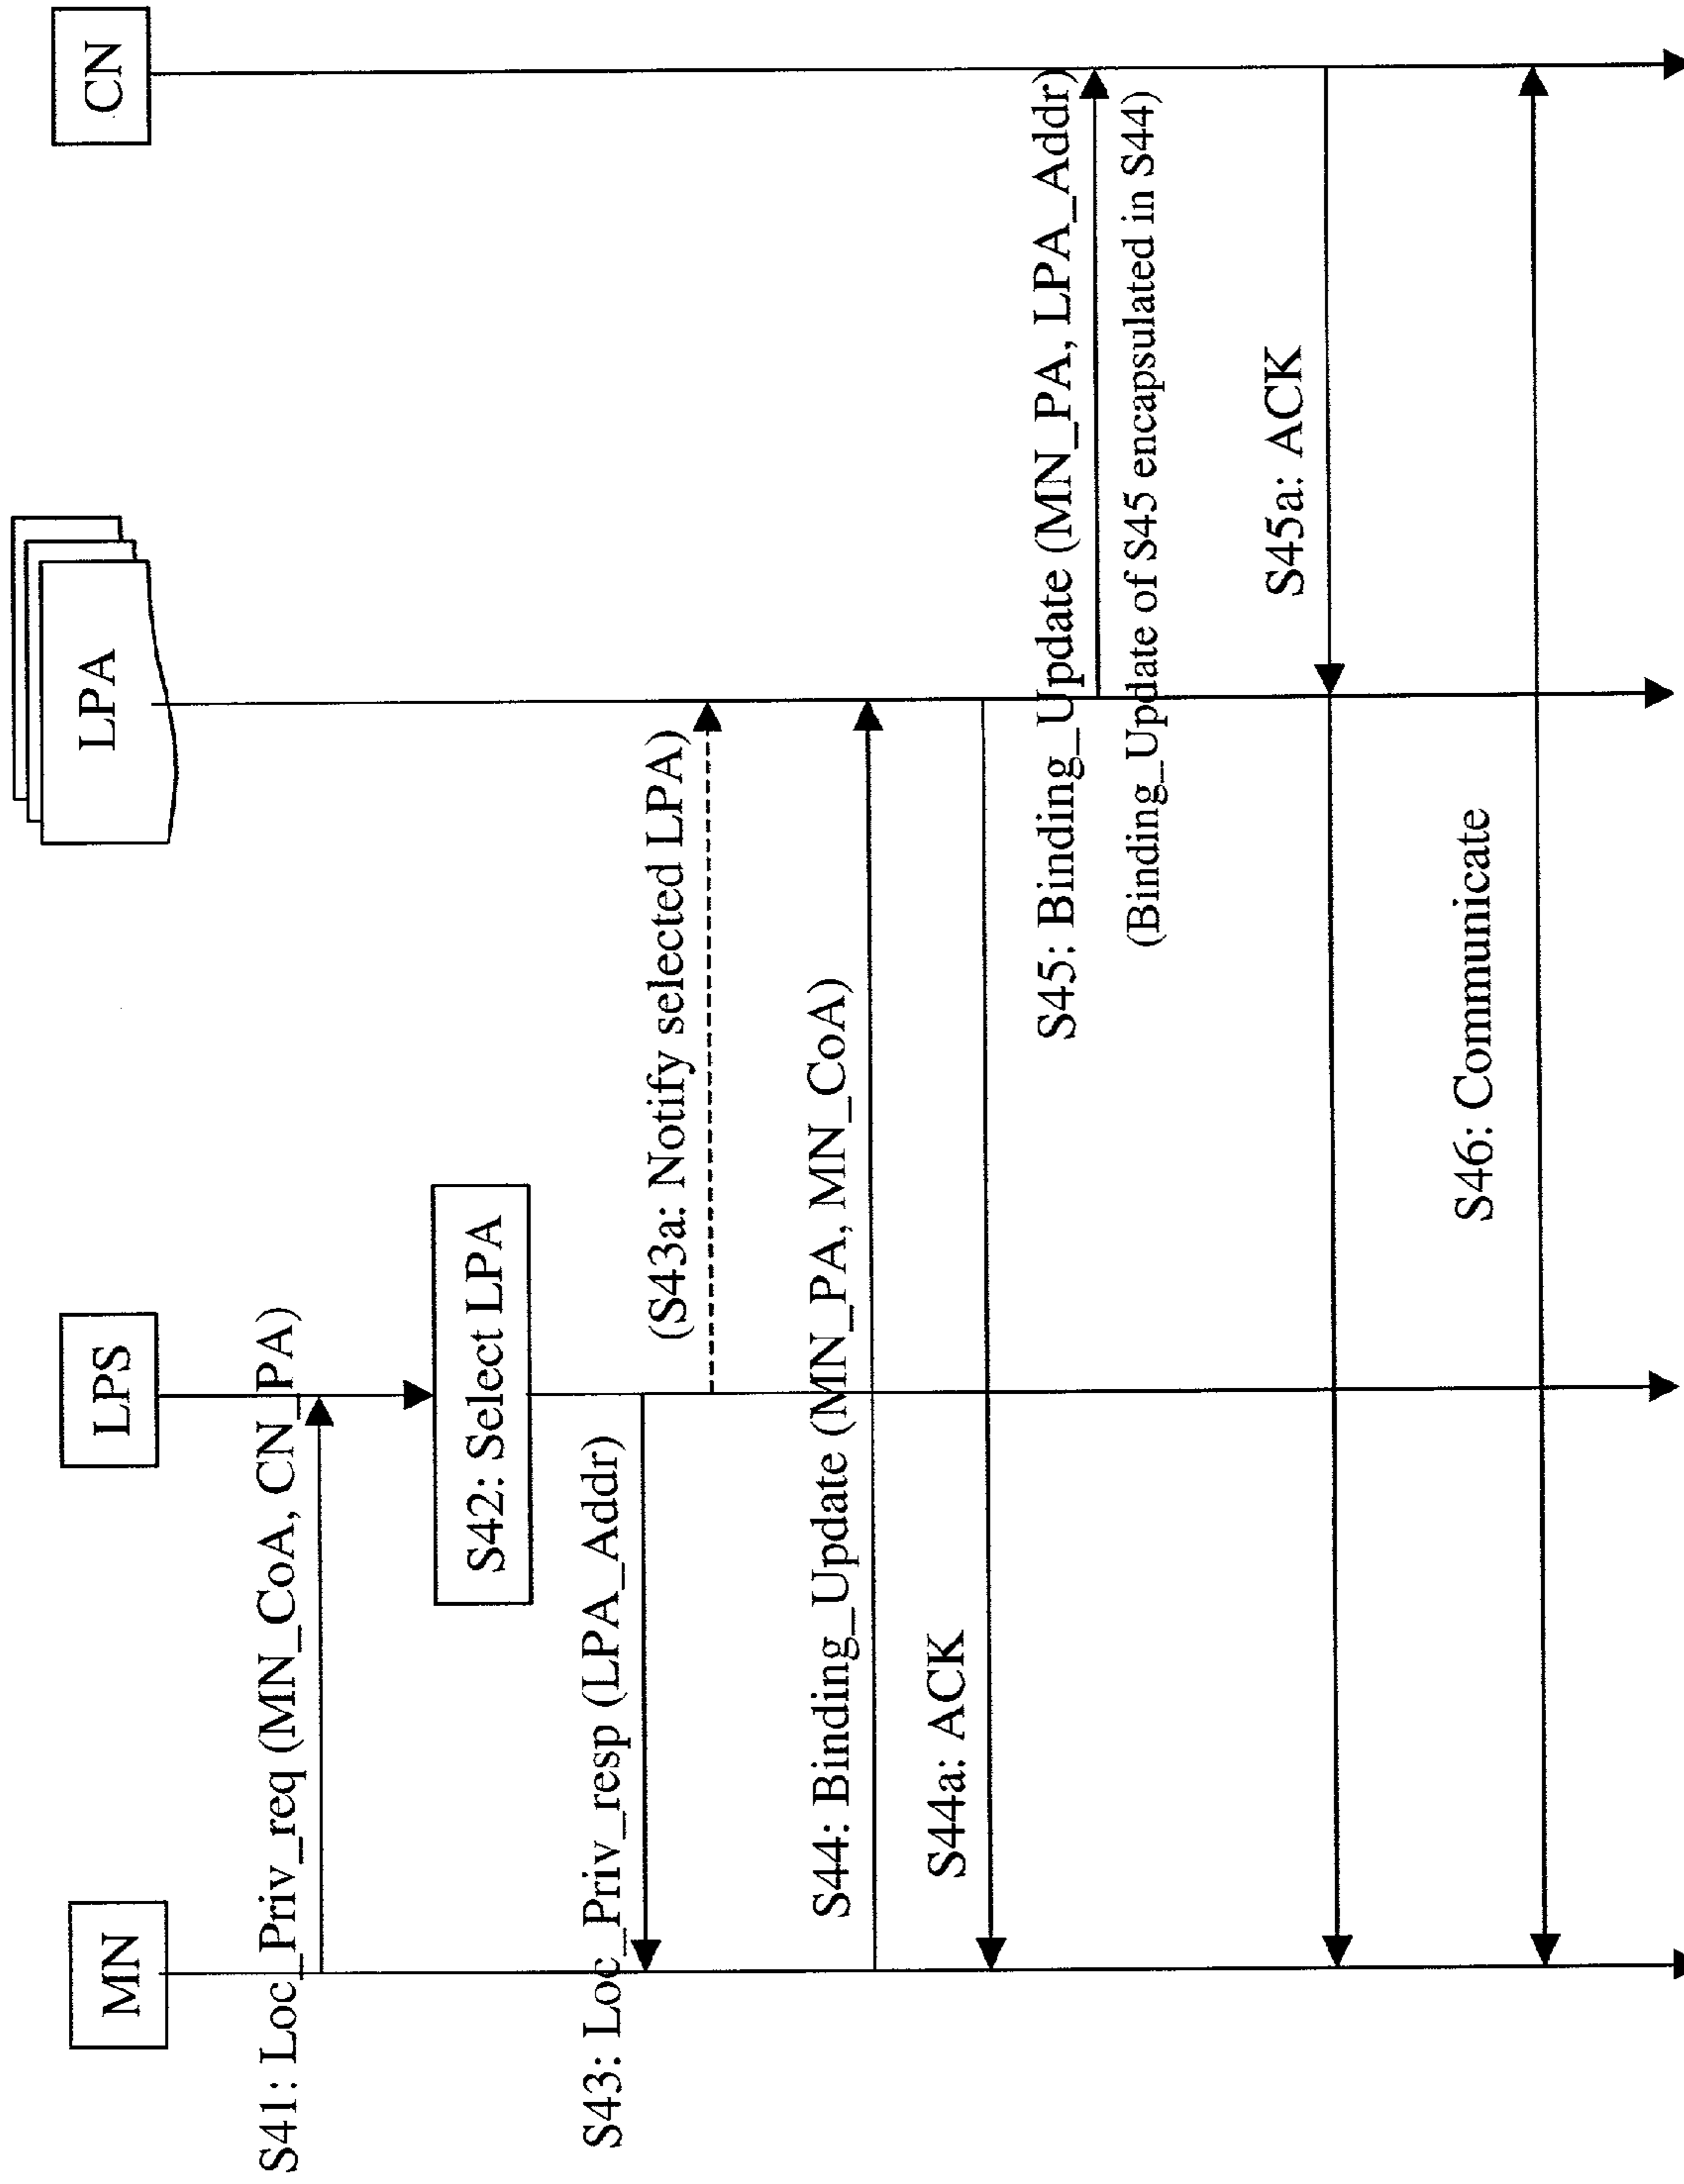 MN
LPS
LPA
CN
S41: Loc_Priv_req (MN_CoA, CN_PA)
S42: Select LPA
S43: Loc_Priv_resp (LPA_Addr)
(S43a: Notify selected LPA)
S44: Binding_Update (MN_PA, MN_CoA)
S44a: ACK
S45: Binding_Update (MN_PA, LPA_Addr)
(Binding_Update of S45 encapsulated in S44)
S45a: ACK
S46: Communicate